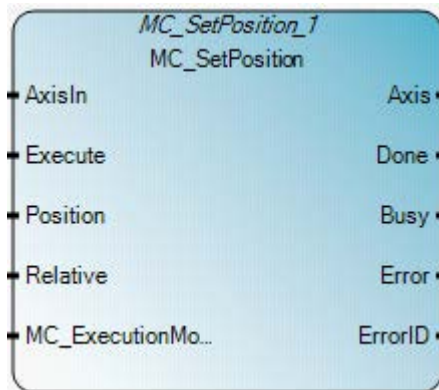 MC_SetPosition_1
MC_SetPosition
AxisIn Axis
Execute Done
Position Busy
Relative Error
MC_ExecutionMo... ErrorID